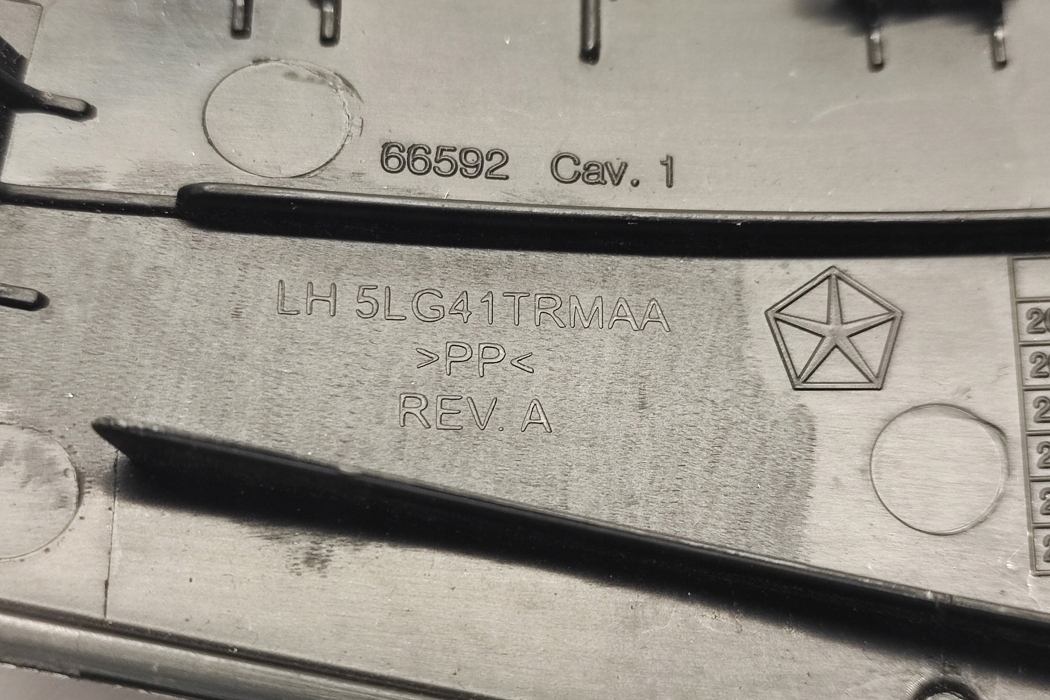 66592 Cav. 1
LH 5LG41TRMAA
>PP<
REV. A